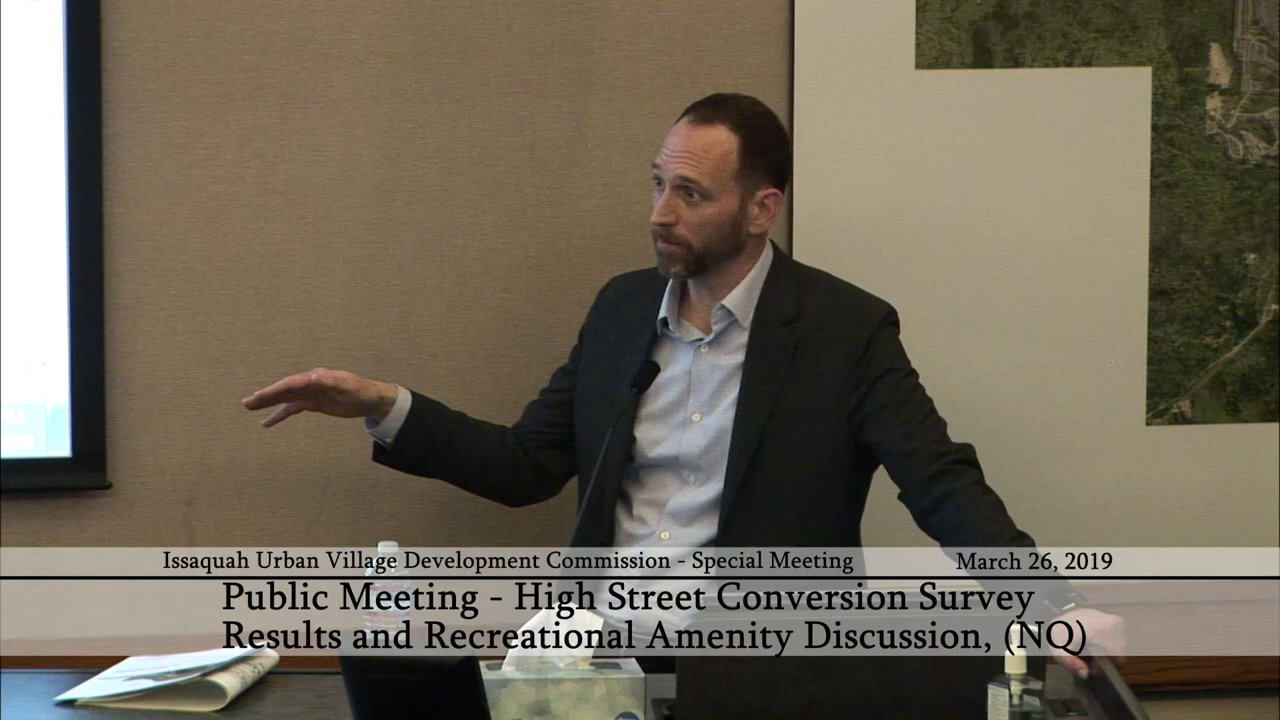 Issaquah Urban Village Development Commission - Special Meeting March 26, 2019
Public Meeting - High Street Conversion Survey
Results and Recreational Amenity Discussion, (NQ)